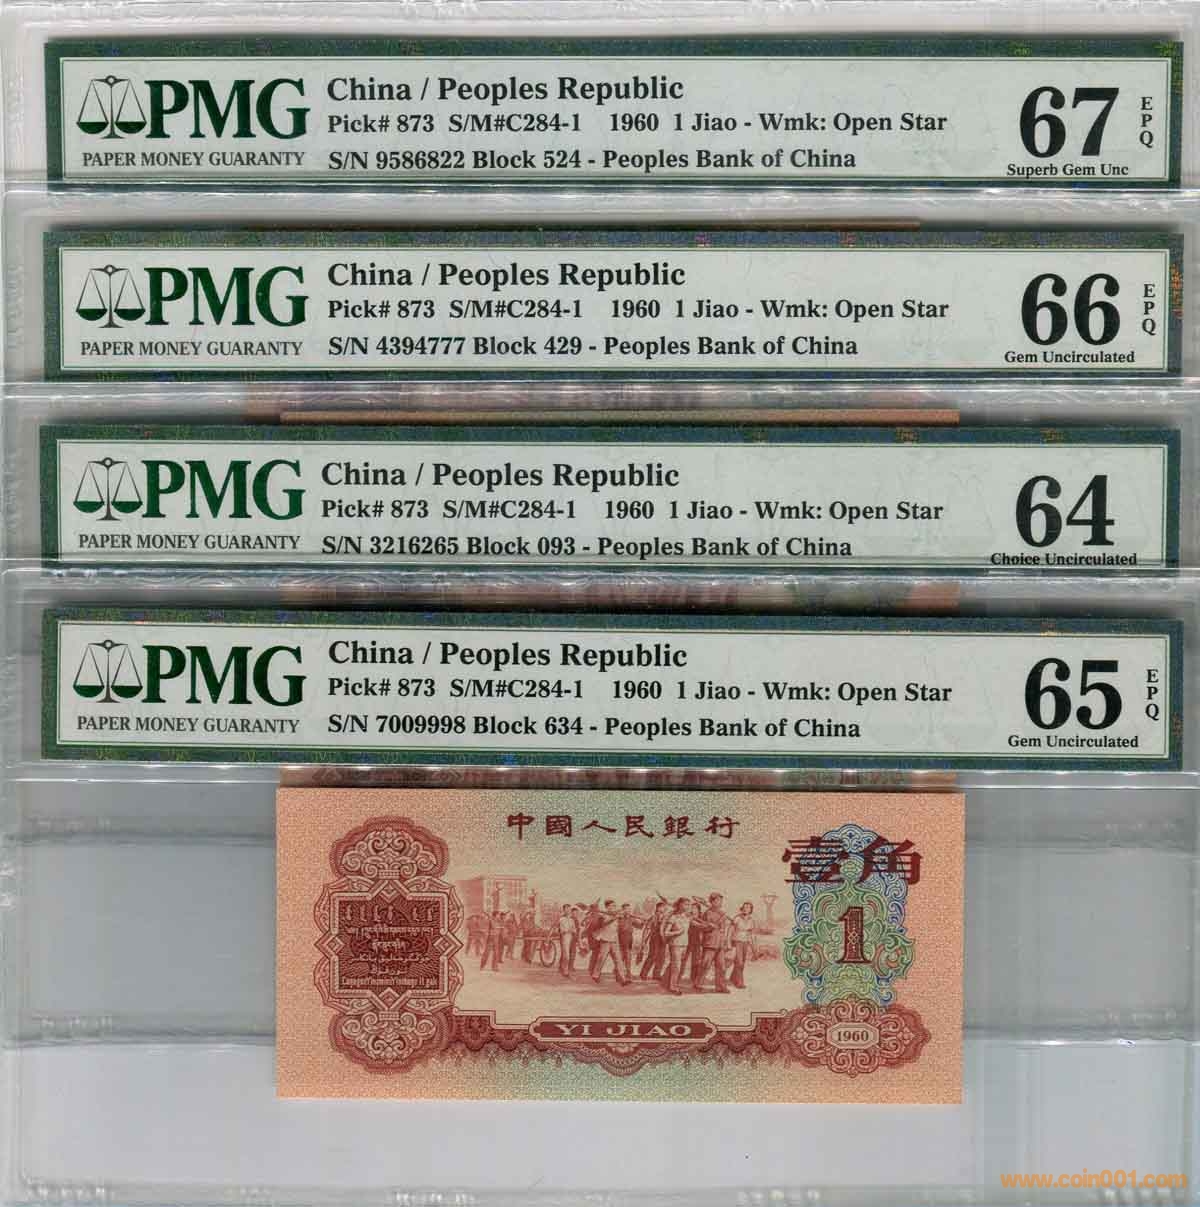 PMG
PAPER MONEY GUARANTY
China / Peoples Republic
Pick# 873 S/M#C284-1 1960 1 Jiao - Wmk: Open Star
S/N 9586822 Block 524 - Peoples Bank of China
67
EPQ
Superb Gem Unc
PMG
PAPER MONEY GUARANTY
China / Peoples Republic
Pick# 873 S/M#C284-1 1960 1 Jiao - Wmk: Open Star
S/N 4394777 Block 429 - Peoples Bank of China
66
EPQ
Gem Uncirculated
PMG
PAPER MONEY GUARANTY
China / Peoples Republic
Pick# 873 S/M#C284-1 1960 1 Jiao - Wmk: Open Star
S/N 3216265 Block 093 - Peoples Bank of China
64
Choice Uncirculated
PMG
PAPER MONEY GUARANTY
China / Peoples Republic
Pick# 873 S/M#C284-1 1960 1 Jiao - Wmk: Open Star
S/N 7009998 Block 634 - Peoples Bank of China
65
EPQ
Gem Uncirculated
中國人民銀行
壹角
1
YI JIAO
1960
www.coin001.com